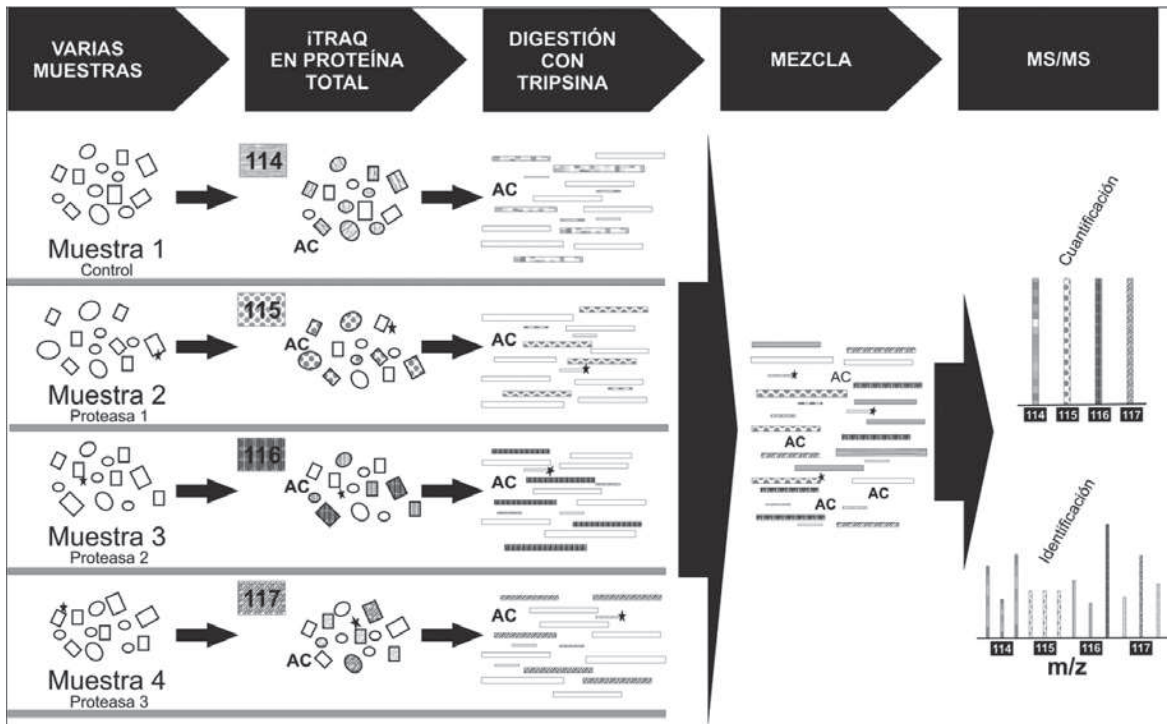 VARIAS
MUESTRAS
iTRAQ
EN PROTEÍNA
TOTAL
DIGESTIÓN
CON
TRIPSINA
MEZCLA
MS/MS
114
AC
AC
Muestra 1
Control
115
AC
AC
Muestra 2
Proteasa 1
116
AC
AC
Muestra 3
Proteasa 2
117
AC
AC
Muestra 4
Proteasa 3
AC
AC
AC
AC
Cuantificación
114 115 116 117
Identificación
114 115 116 117
m/z